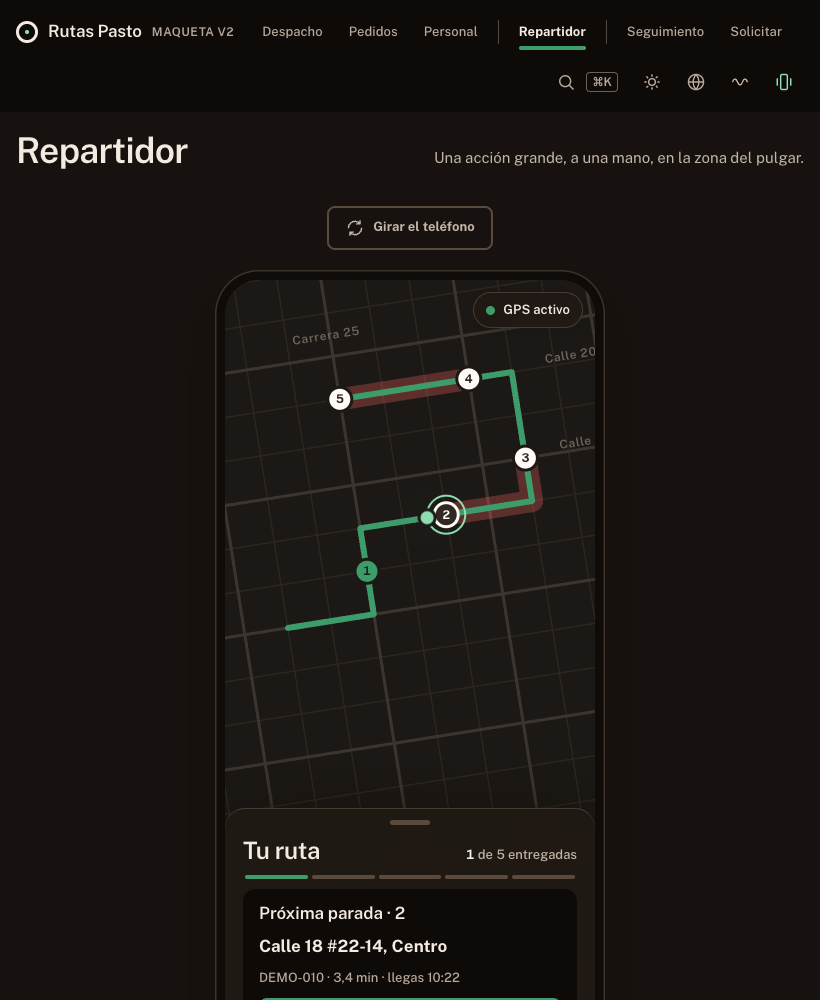 Rutas Pasto MAQUETA V2 Despacho Pedidos Personal Repartidor Seguimiento Solicitar
⌘K
Repartidor
Una acción grande, a una mano, en la zona del pulgar.
Girar el teléfono
GPS activo
Carrera 25
Calle 20
4
5
Calle
3
2
1
Tu ruta
1 de 5 entregadas
Próxima parada · 2
Calle 18 #22-14, Centro
DEMO-010 · 3,4 min · llegas 10:22